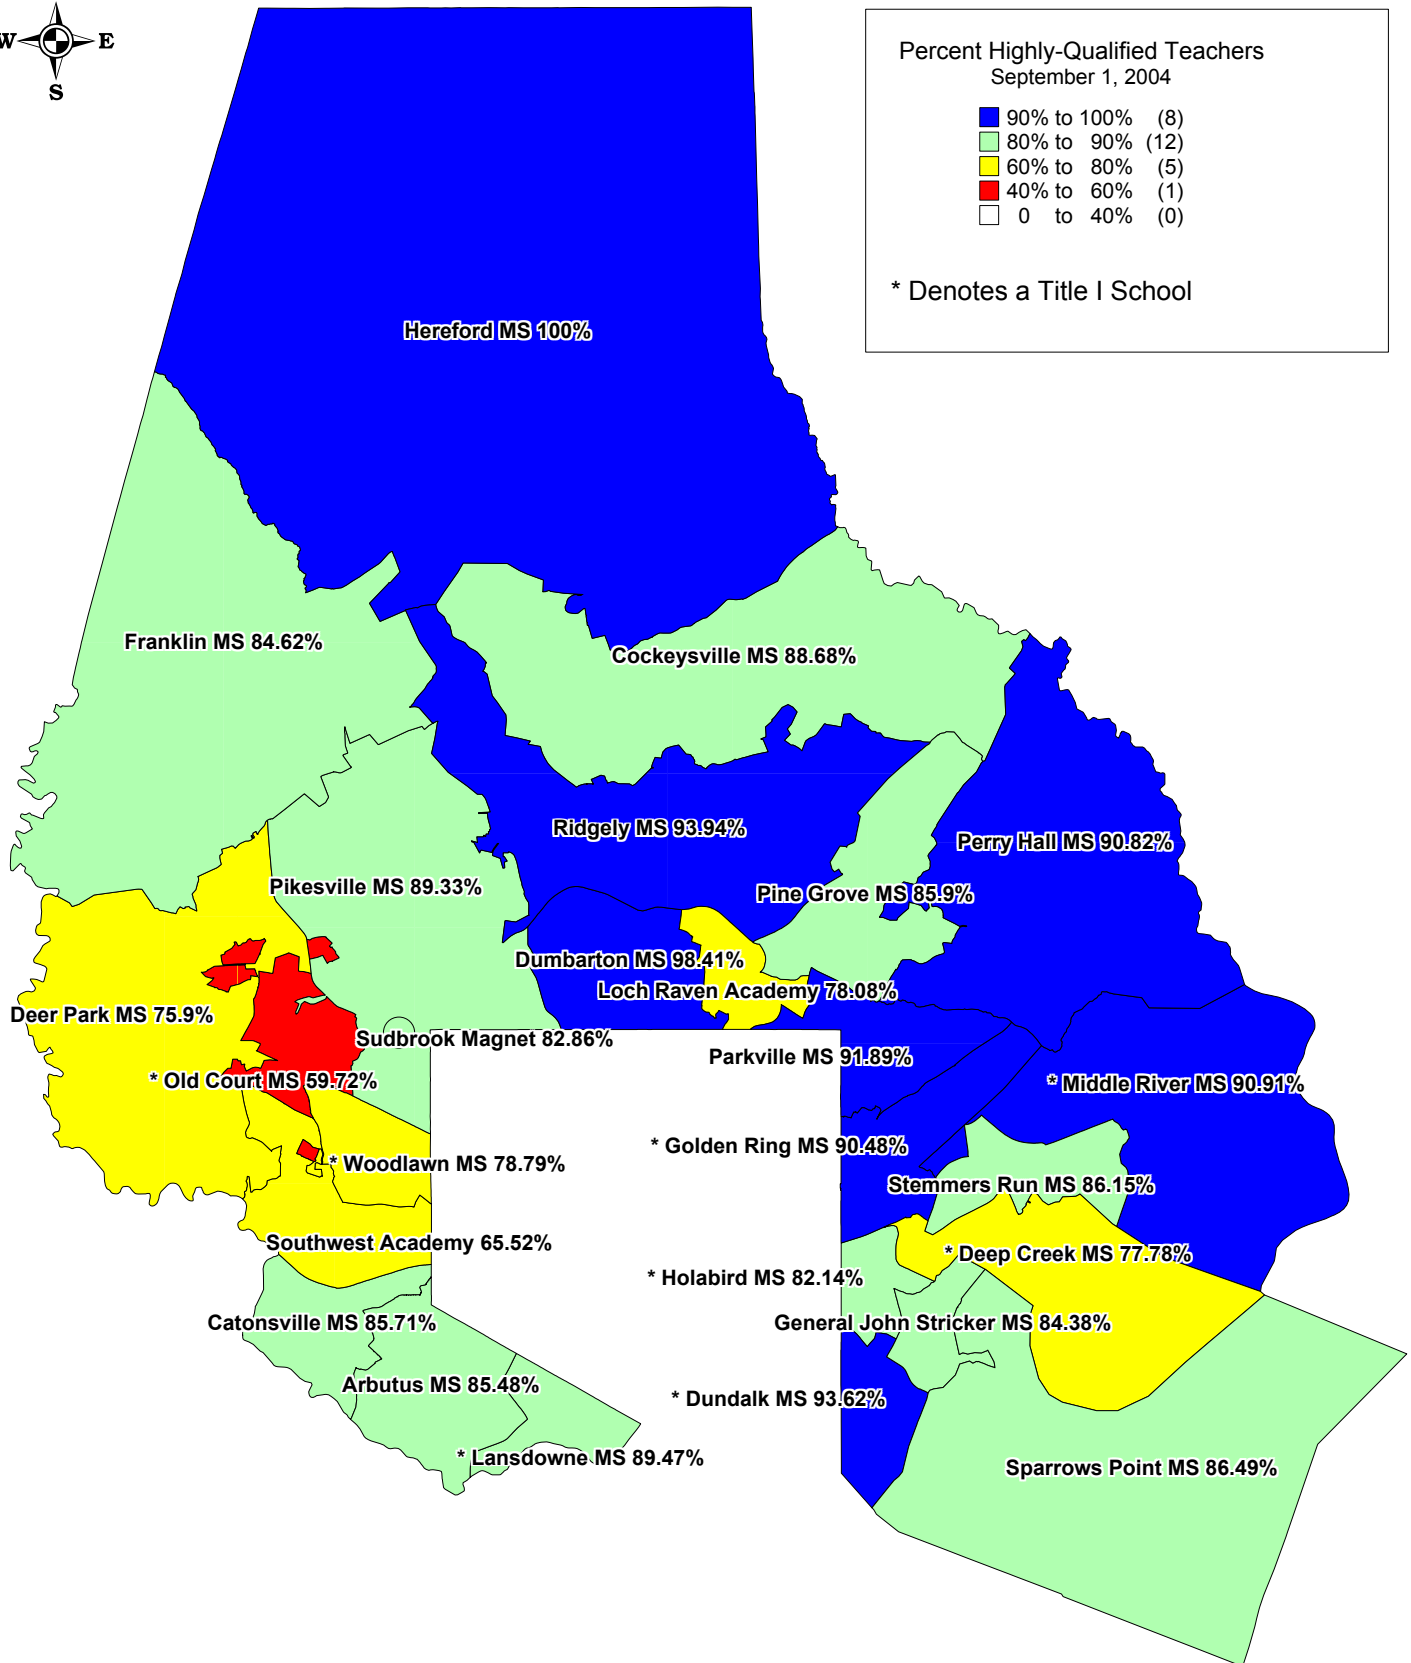 W E
S
Percent Highly-Qualified Teachers
September 1, 2004
90% to 100% (8)
80% to 90% (12)
60% to 80% (5)
40% to 60% (1)
0 to 40% (0)
* Denotes a Title I School
Hereford MS 100%
Franklin MS 84.62%
Cockeysville MS 88.68%
Ridgely MS 93.94%
Perry Hall MS 90.82%
Pikesville MS 89.33%
Pine Grove MS 85.9%
Dumbarton MS 98.41%
Loch Raven Academy 78.08%
Deer Park MS 75.9%
Sudbrook Magnet 82.86%
Parkville MS 91.89%
* Old Court MS 59.72%
* Middle River MS 90.91%
* Golden Ring MS 90.48%
* Woodlawn MS 78.79%
Stemmers Run MS 86.15%
Southwest Academy 65.52%
* Deep Creek MS 77.78%
* Holabird MS 82.14%
Catonsville MS 85.71%
General John Stricker MS 84.38%
Arbutus MS 85.48%
* Dundalk MS 93.62%
* Lansdowne MS 89.47%
Sparrows Point MS 86.49%